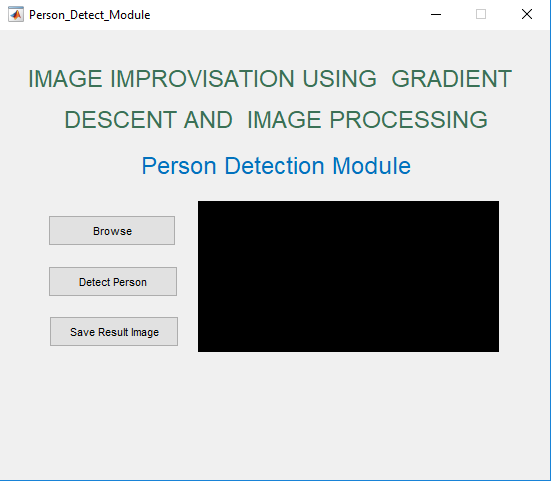 Person_Detect_Module
IMAGE IMPROVISATION USING GRADIENT
DESCENT AND IMAGE PROCESSING
Person Detection Module
Browse
Detect Person
Save Result Image